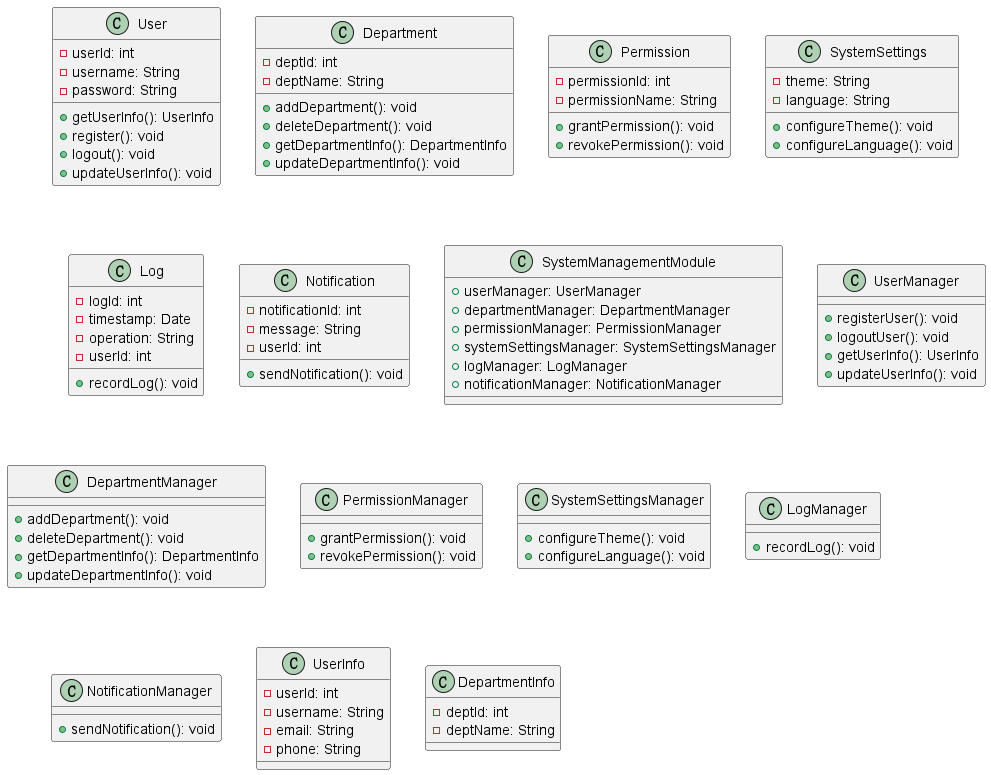 C User
userId: int
username: String
password: String
getUserInfo(): UserInfo
register(): void
logout(): void
updateUserInfo(): void
C Department
deptId: int
deptName: String
addDepartment(): void
deleteDepartment(): void
getDepartmentInfo(): DepartmentInfo
updateDepartmentInfo(): void
C Permission
permissionId: int
permissionName: String
grantPermission(): void
revokePermission(): void
C SystemSettings
theme: String
language: String
configureTheme(): void
configureLanguage(): void
C Log
logId: int
timestamp: Date
operation: String
userId: int
recordLog(): void
C Notification
notificationId: int
message: String
userId: int
sendNotification(): void
C SystemManagementModule
userManager: UserManager
departmentManager: DepartmentManager
permissionManager: PermissionManager
systemSettingsManager: SystemSettingsManager
logManager: LogManager
notificationManager: NotificationManager
C UserManager
registerUser(): void
logoutUser(): void
getUserInfo(): UserInfo
updateUserInfo(): void
C DepartmentManager
addDepartment(): void
deleteDepartment(): void
getDepartmentInfo(): DepartmentInfo
updateDepartmentInfo(): void
C PermissionManager
grantPermission(): void
revokePermission(): void
C SystemSettingsManager
configureTheme(): void
configureLanguage(): void
C LogManager
recordLog(): void
C NotificationManager
sendNotification(): void
C UserInfo
userId: int
username: String
email: String
phone: String
C DepartmentInfo
deptId: int
deptName: String